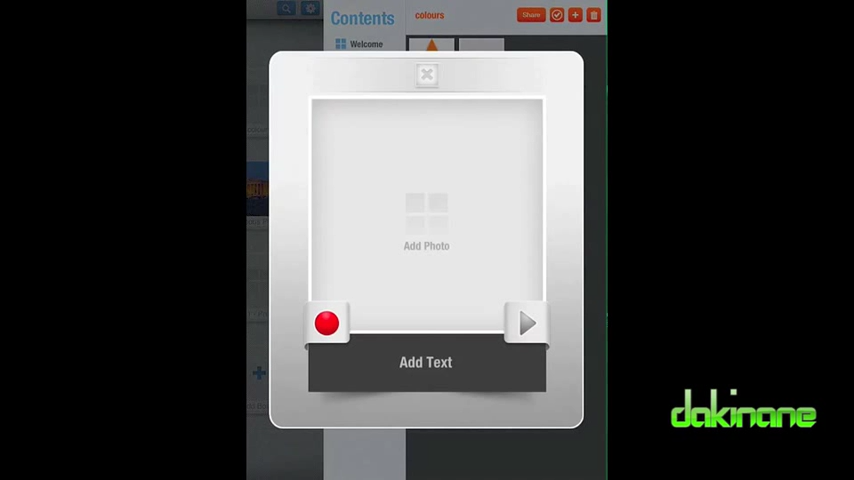 Contents
colours
Share
Welcome
Add Photo
Add Text
dakinane